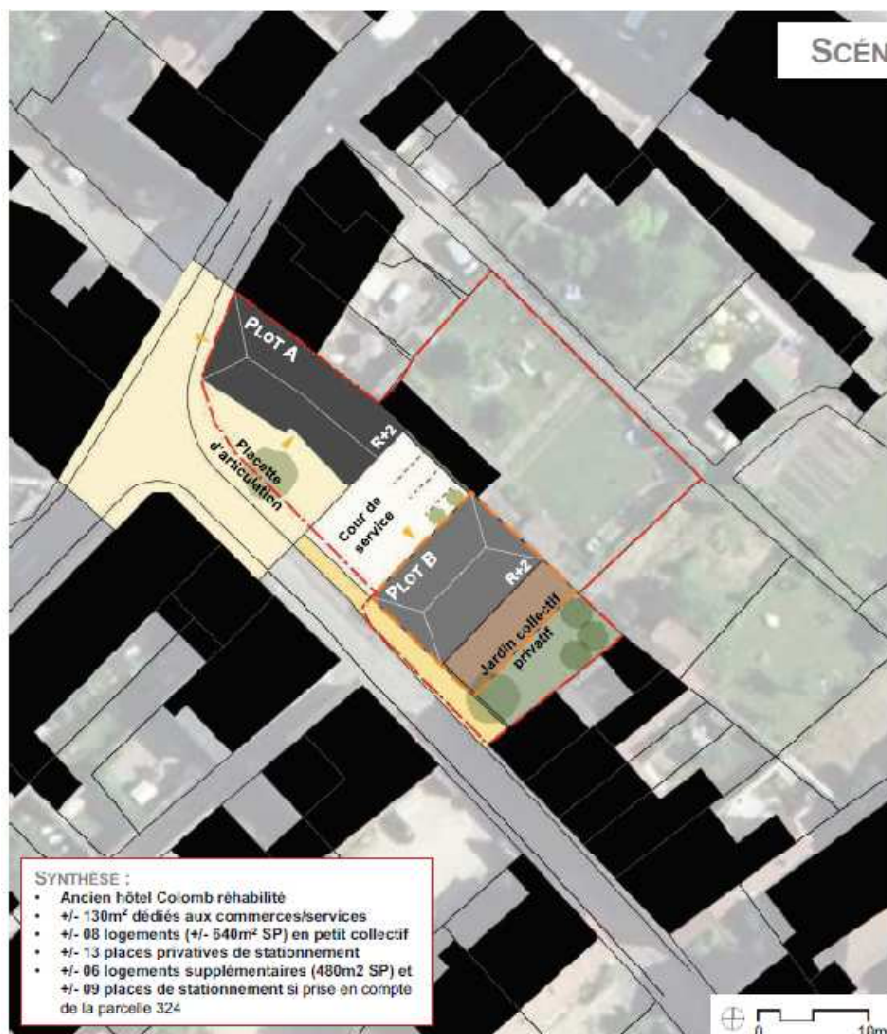 SCÉN
PLOT A
R+2
Placette
d'articulation
Cour de
service
PLOT B
R+2
Jardin collectif
privatif
SYNTHÈSE :
• Ancien hôtel Colomb réhabilité
• +/- 130m² dédiés aux commerces/services
• +/- 08 logements (+/- 640m² SP) en petit collectif
• +/- 13 places privatives de stationnement
• +/- 06 logements supplémentaires (480m2 SP) et
+/- 09 places de stationnement si prise en compte
de la parcelle 324
0 10m